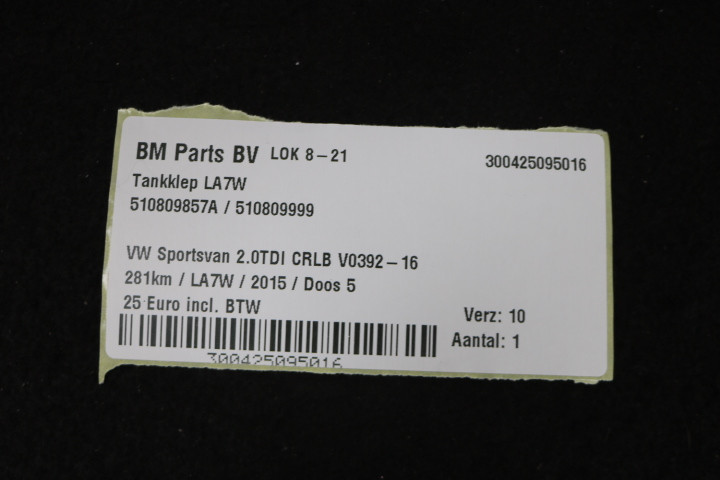 BM Parts BV LOK 8-21 300425095016
Tankklep LA7W
510809857A / 510809999
VW Sportsvan 2.0TDI CRLB V0392-16
281km / LA7W / 2015 / Doos 5
25 Euro incl. BTW Verz: 10
Aantal: 1
300425095016